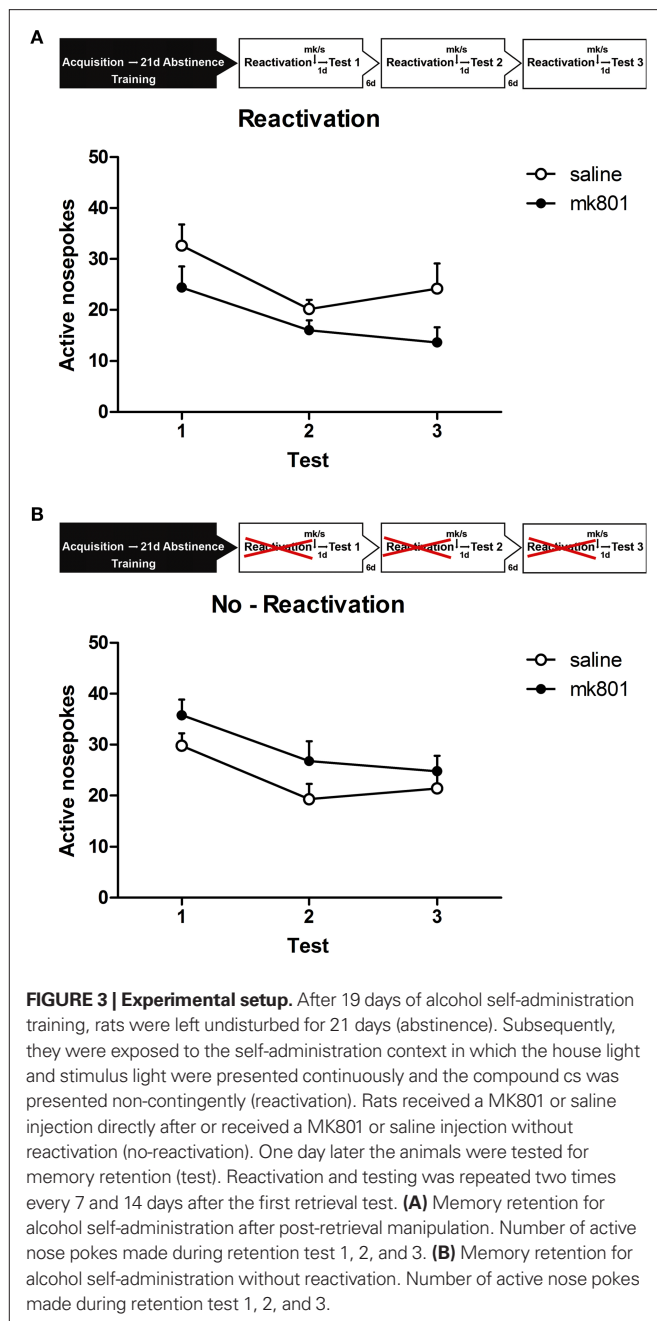 A
mk/s mk/s mk/s
Acquisition — 21d Abstinence Reactivation↓→Test 1 Reactivation↓→Test 2 Reactivation↓→Test 3
Training 1d 6d 1d 6d 1d
Reactivation
50
40
30
20
10
0
Active nosepokes
1 2 3
Test
saline
mk801
B
mk/s mk/s mk/s
Acquisition — 21d Abstinence Reactivation↓→Test 1 Reactivation↓→Test 2 Reactivation↓→Test 3
Training 1d 6d 1d 6d 1d
No - Reactivation
50
40
30
20
10
0
Active nosepokes
1 2 3
Test
saline
mk801
FIGURE 3 | Experimental setup. After 19 days of alcohol self-administration
training, rats were left undisturbed for 21 days (abstinence). Subsequently,
they were exposed to the self-administration context in which the house light
and stimulus light were presented continuously and the compound cs was
presented non-contingently (reactivation). Rats received a MK801 or saline
injection directly after or received a MK801 or saline injection without
reactivation (no-reactivation). One day later the animals were tested for
memory retention (test). Reactivation and testing was repeated two times
every 7 and 14 days after the first retrieval test. (A) Memory retention for
alcohol self-administration after post-retrieval manipulation. Number of active
nose pokes made during retention test 1, 2, and 3. (B) Memory retention for
alcohol self-administration without reactivation. Number of active nose pokes
made during retention test 1, 2, and 3.